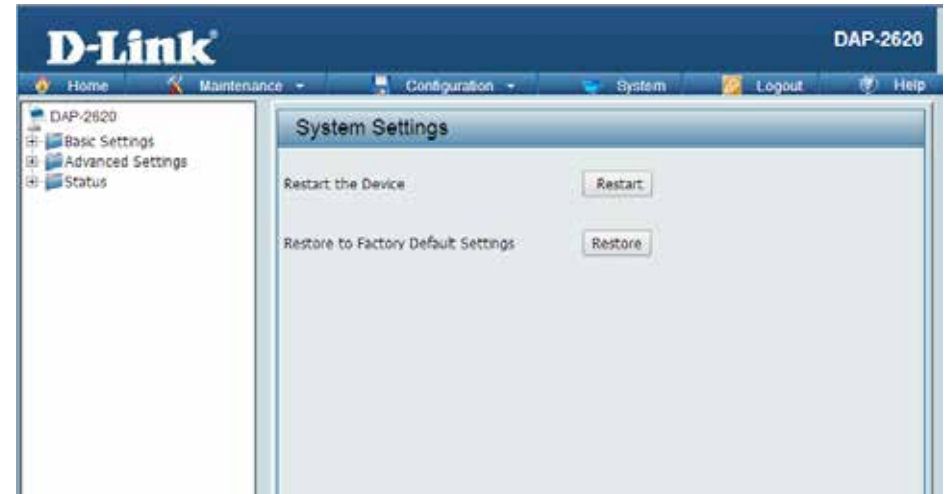 D-Link
DAP-2620
Home Maintenance Configuration System Logout Help
DAP-2620
Basic Settings
Advanced Settings
Status
System Settings
Restart the Device Restart
Restore to Factory Default Settings Restore